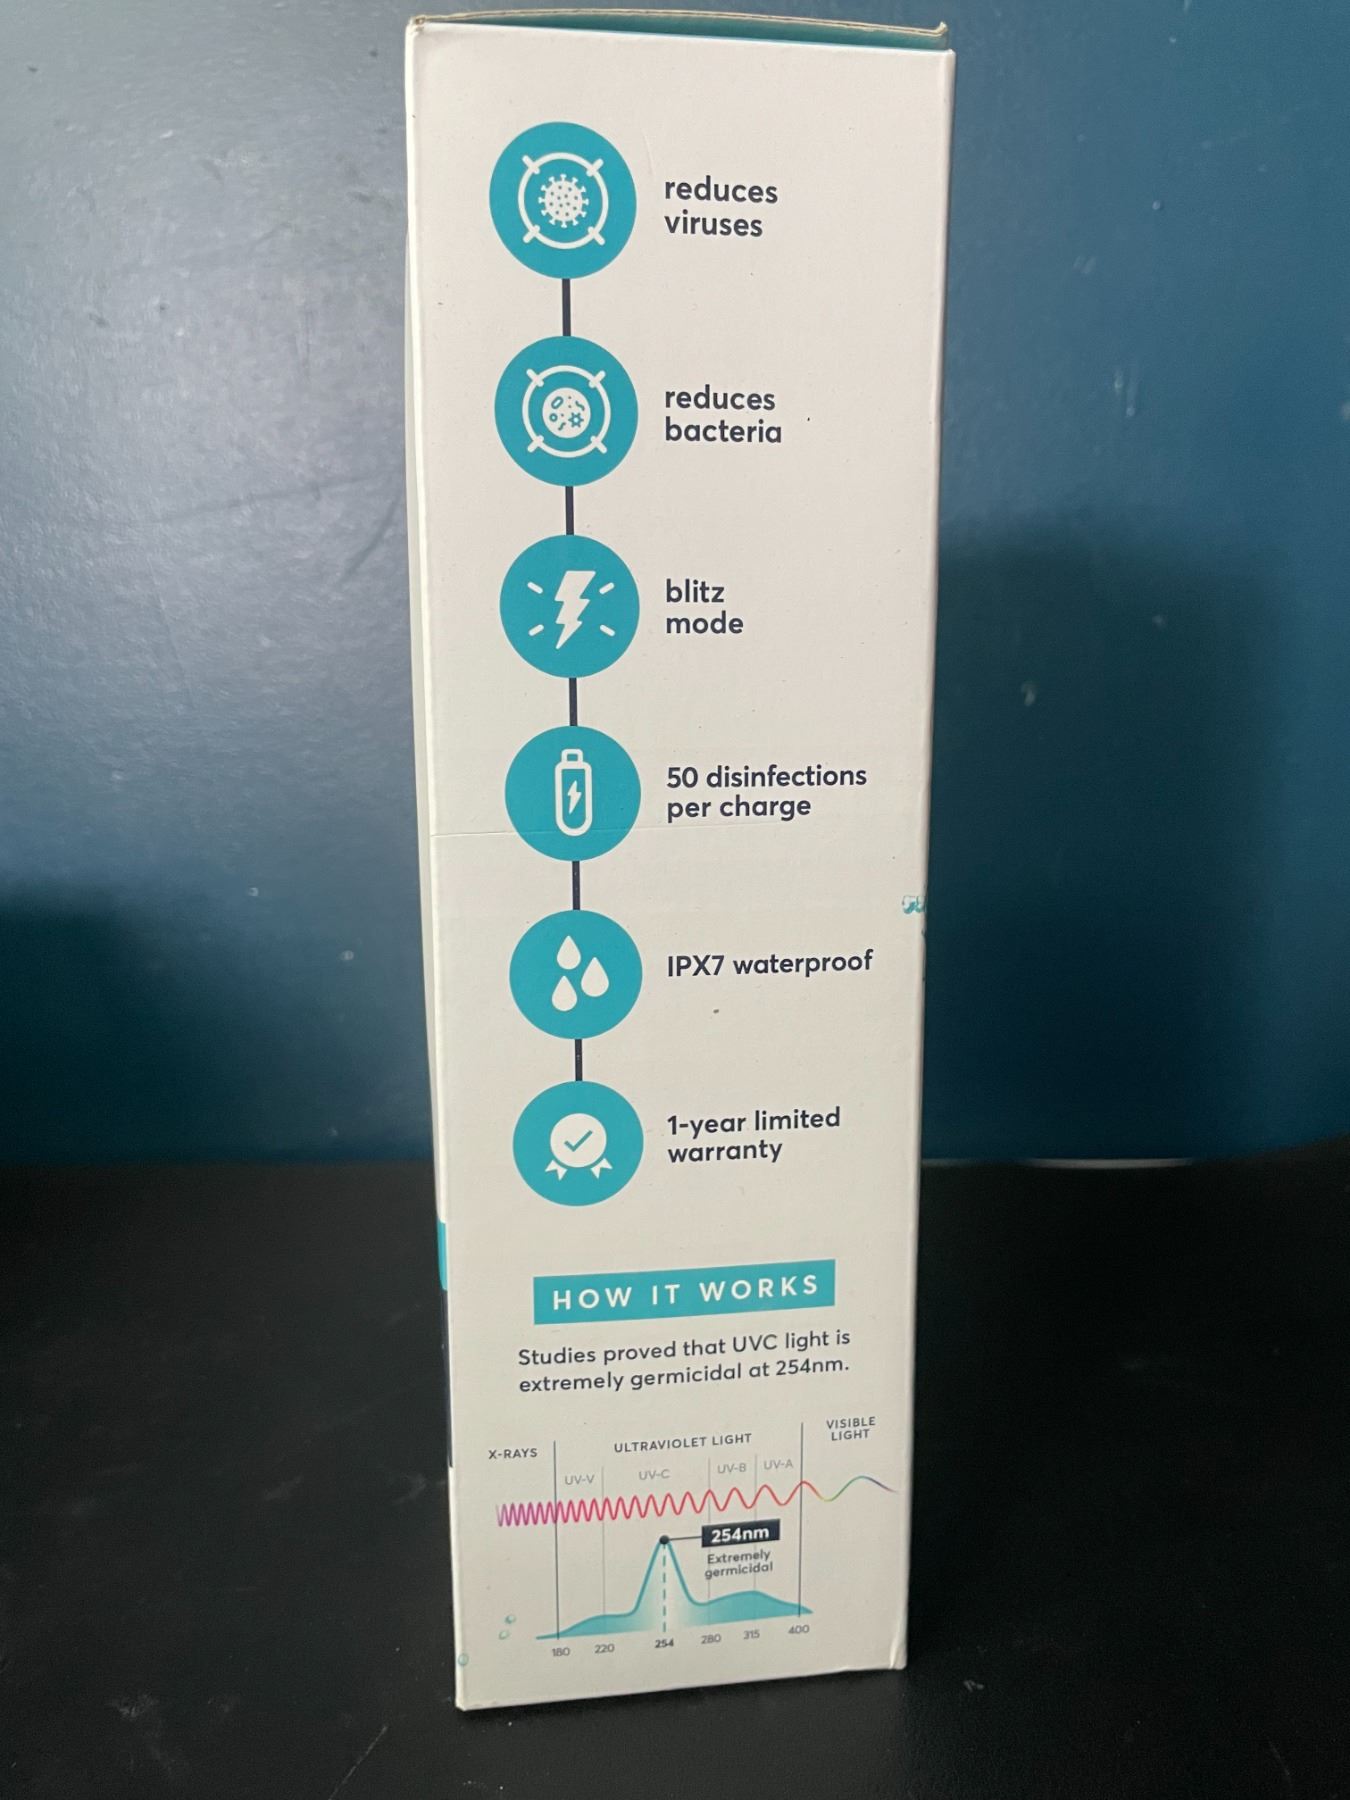 reduces
viruses
reduces
bacteria
blitz
mode
50 disinfections
per charge
IPX7 waterproof
1-year limited
warranty
HOW IT WORKS
Studies proved that UVC light is
extremely germicidal at 254nm.
X-RAYS
ULTRAVIOLET LIGHT
VISIBLE
LIGHT
UV-V
UV-C
UV-B
UV-A
254nm
Extremely
germicidal
180
220
254
280
315
400